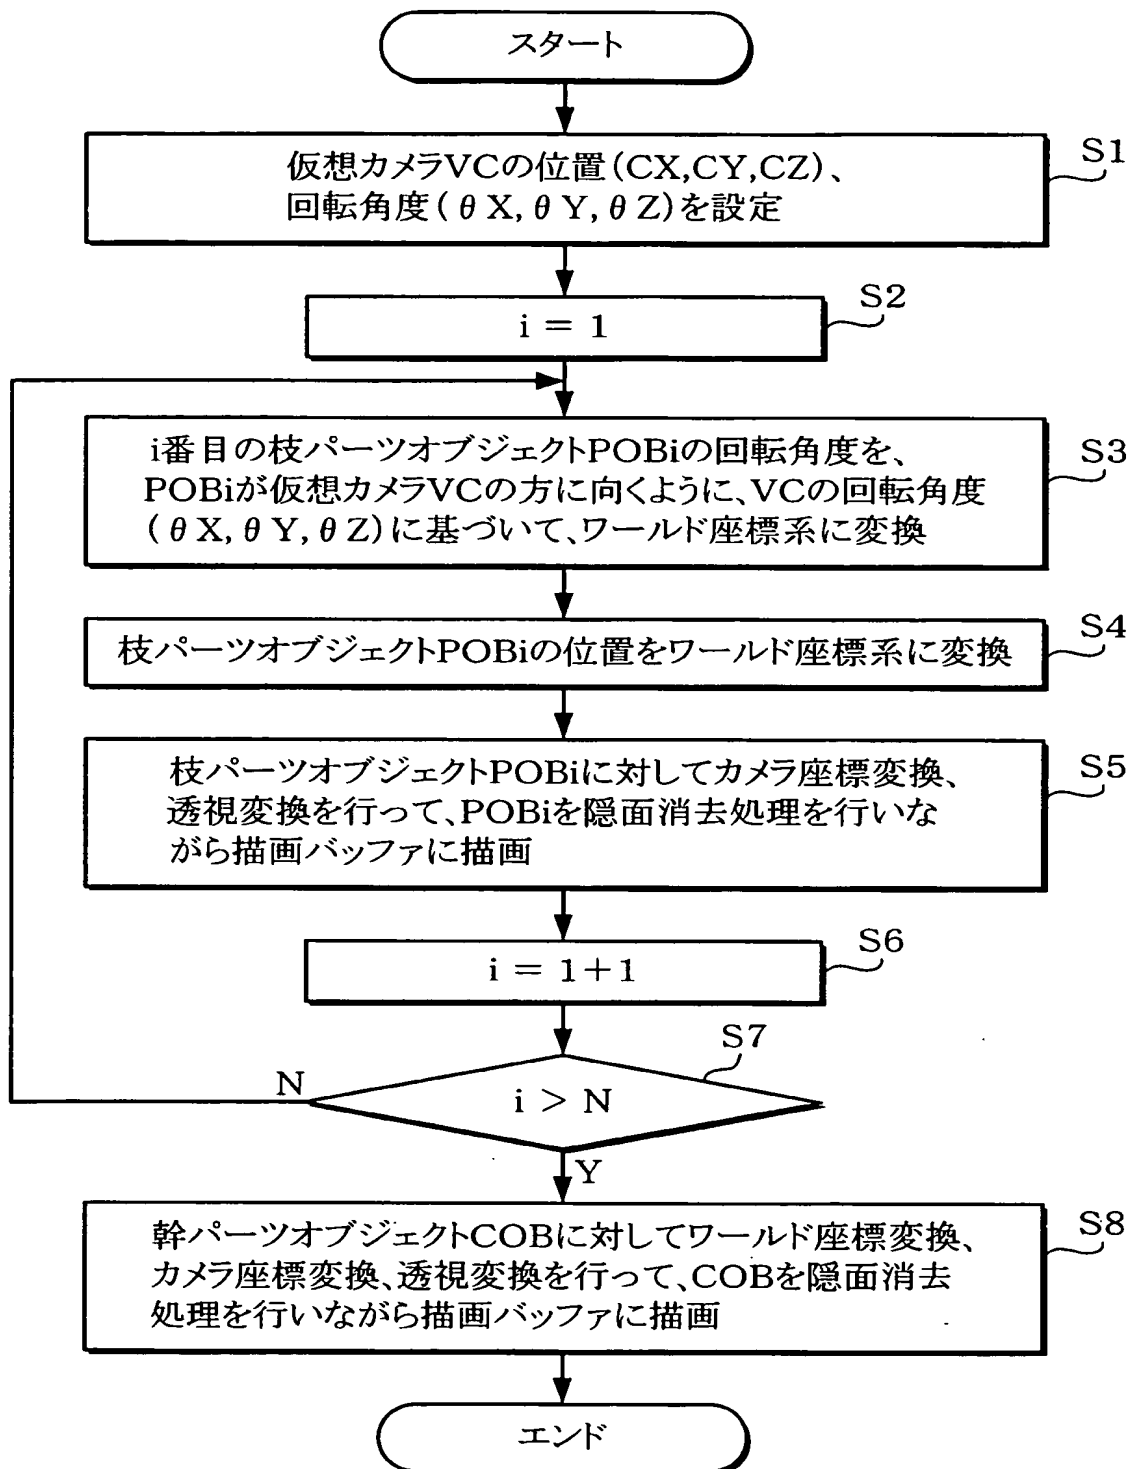 スタート
仮想カメラVCの位置(CX,CY,CZ)、
回転角度(θX,θY,θZ)を設定
S1
i = 1
S2
i番目の枝パーツオブジェクトPOBiの回転角度を、
POBiが仮想カメラVCの方に向くように、VCの回転角度
(θX,θY,θZ)に基づいて、ワールド座標系に変換
S3
枝パーツオブジェクトPOBiの位置をワールド座標系に変換
S4
枝パーツオブジェクトPOBiに対してカメラ座標変換、
透視変換を行って、POBiを隠面消去処理を行いな
がら描画バッファに描画
S5
i = 1+1
S6
S7
i > N
N
Y
幹パーツオブジェクトCOBに対してワールド座標変換、
カメラ座標変換、透視変換を行って、COBを隠面消去
処理を行いながら描画バッファに描画
S8
エンド